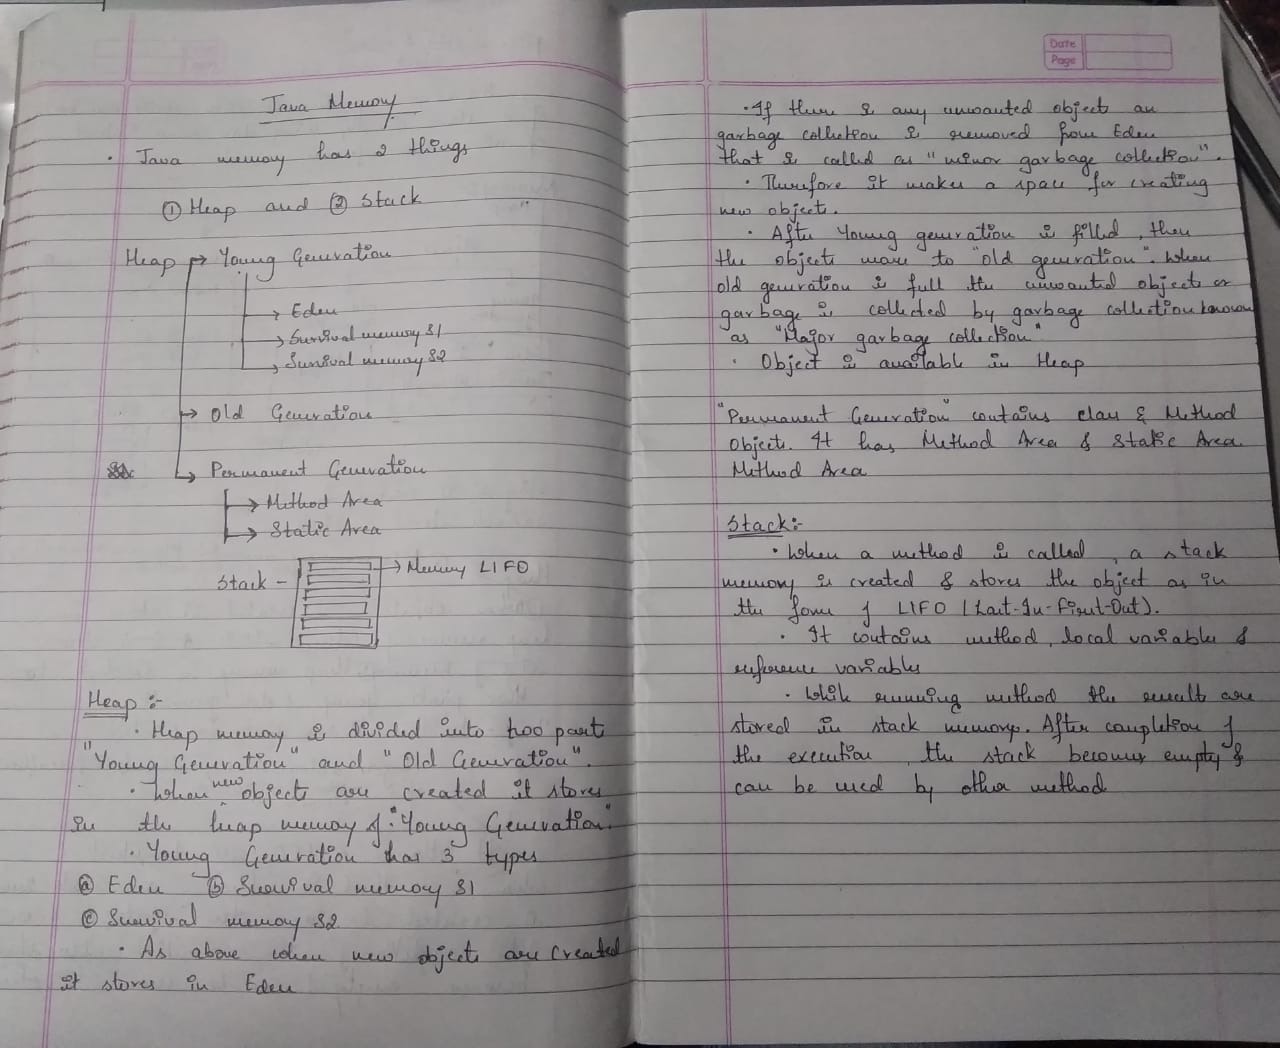 Java Memory
· Java memory has 2 things
① Heap and ② Stack
Heap → Young Generation
→ Eden
→ Survival memory S1
→ Survival memory S2
→ Old Generation
→ Permanent Generation
→ Method Area
→ Static Area
Stack - → Memory LIFO
Heap :-
· Heap memory is divided into too part
"Young Generation" and "Old Generation".
· When new object are created it stores
in the heap memory of "Young Generation"
· Young Generation has 3 types
ⓐ Eden ⓑ Survival memory S1
ⓒ Survival memory S2
· As above when new object are created
it stores in Eden
Date
Page
· If there is any unwanted object an
garbage collection is removed from Eden
that is called as "minor garbage collection".
· Therefore it makes a space for creating
new object.
· After Young generation is filled, then
the objects move to "old generation". When
old generation is full the unwanted objects or
garbage is collected by garbage collection known
as "Major garbage collection"
· Object is available in Heap
"Permanent Generation" contains class & Method
Object. It has Method Area & Static Area.
Method Area
Stack:-
· When a method is called, a stack
memory is created & stores the object as in
the form of LIFO (Last-In-First-Out).
· It contains method, local variable &
reference variable
· While running method the results are
stored in stack memory. After completion of
the execution, the stack becomes empty &
can be used by other method